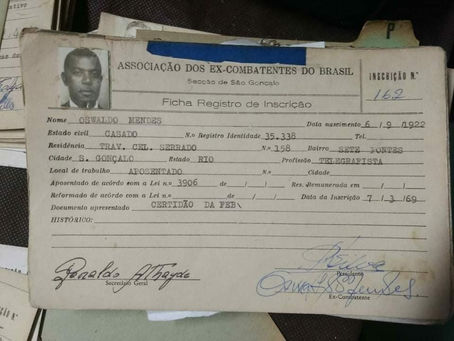 P
ASSOCIAÇÃO DOS EX-COMBATENTES DO BRASIL
Secção de São Gonçalo
INSCRIÇÃO N.º
162
Ficha Registro de Inscrição
Nome OSWALDO MENDES Data nascimento 6 / 9 / 1922
Estado civil CASADO N.º Registro Identidade 35.338 Tel.
Residência TRAV. CEL. SERRADO N.º 158 Bairro SETE PONTES
Cidade S. GONÇALO Estado RIO Profissão TELEGRAFISTA
Local de trabalho APOSENTADO N.º Cidade
Aposentado de acôrdo com a Lei n.º 3906 de / / Res. Remunerada em / /
Reformado de acôrdo com a Lei n.º de / / Data da Inscrição 7 / 3 / 69
Documento apresentado CERTIDÃO DA FEB
HISTÓRICO:
Ronaldo Athayde
Secretário Geral
Presidente
Ex-Combatente